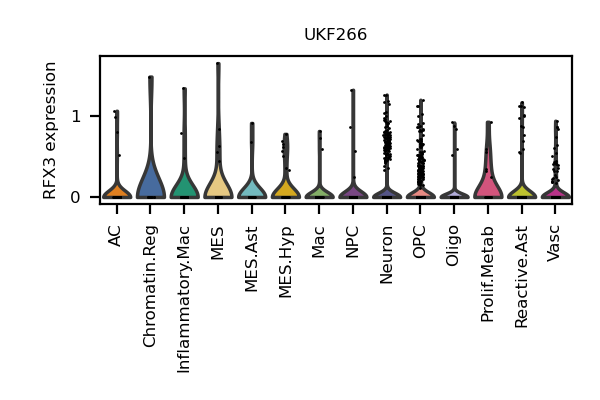 UKF266
RFX3 expression
1
0
AC
Chromatin.Reg
Inflammatory.Mac
MES
MES.Ast
MES.Hyp
Mac
NPC
Neuron
OPC
Oligo
Prolif.Metab
Reactive.Ast
Vasc